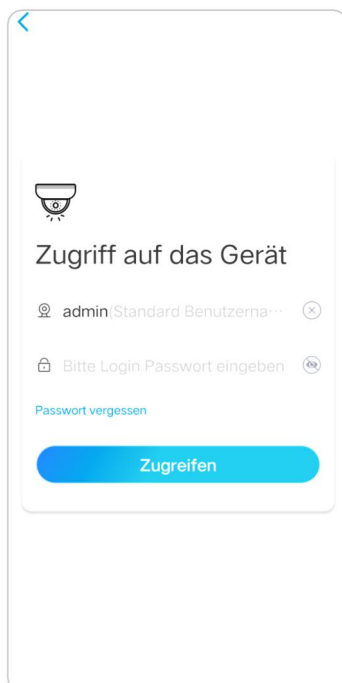 Zugriff auf das Gerät
admin(Standard Benutzerna···
Bitte Login Passwort eingeben
Passwort vergessen
Zugreifen